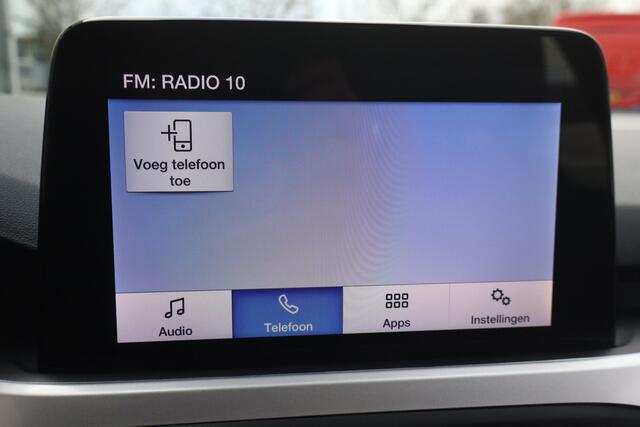 FM: RADIO 10
Voeg telefoon
toe
Audio
Telefoon
Apps
Instellingen